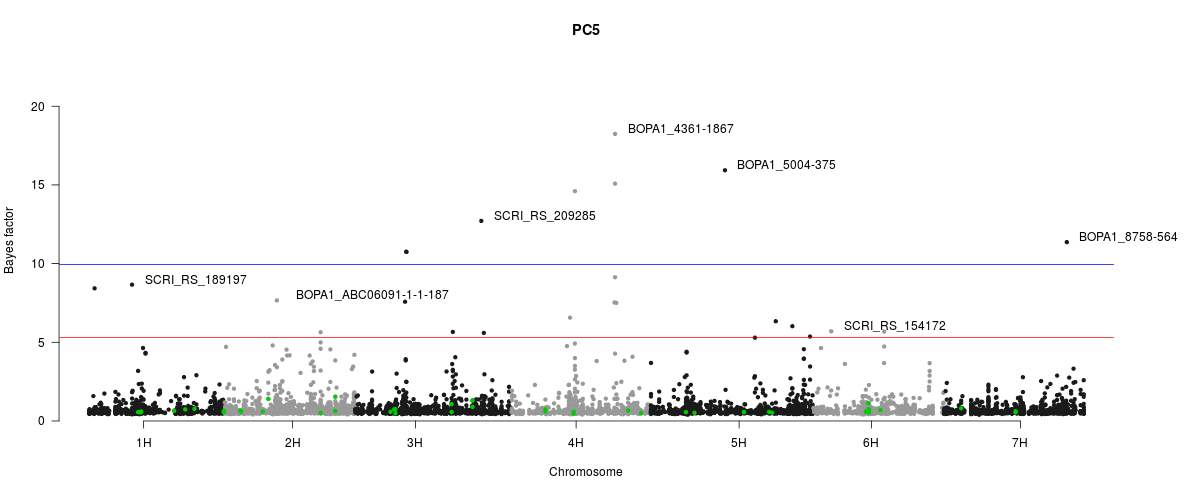 PC5
20
BOPA1_4361-1867
BOPA1_5004-375
15
SCRI_RS_209285
BOPA1_8758-564
10
SCRI_RS_189197
BOPA1_ABC06091-1-1-187
SCRI_RS_154172
5
0
Bayes factor
1H 2H 3H 4H 5H 6H 7H
Chromosome